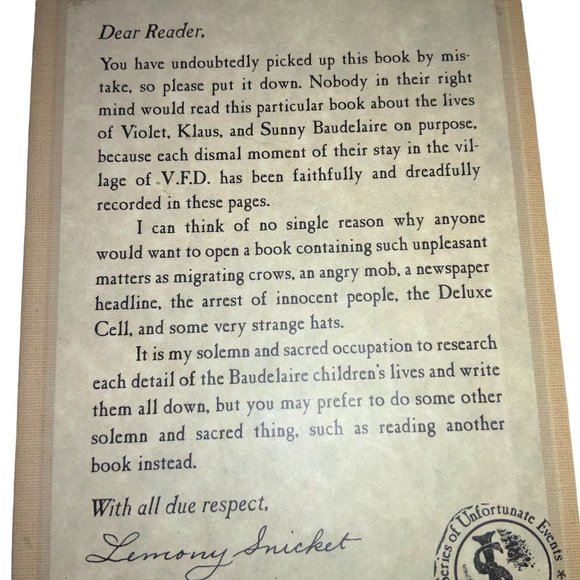 Dear Reader,
You have undoubtedly picked up this book by mis-
take, so please put it down. Nobody in their right
mind would read this particular book about the lives
of Violet, Klaus, and Sunny Baudelaire on purpose,
because each dismal moment of their stay in the vil-
lage of V.F.D. has been faithfully and dreadfully
recorded in these pages.
I can think of no single reason why anyone
would want to open a book containing such unpleasant
matters as migrating crows, an angry mob, a newspaper
headline, the arrest of innocent people, the Deluxe
Cell, and some very strange hats.
It is my solemn and sacred occupation to research
each detail of the Baudelaire children's lives and write
them all down, but you may prefer to do some other
solemn and sacred thing, such as reading another
book instead.
With all due respect,
Lemony Snicket
Series of Unfortunate Events